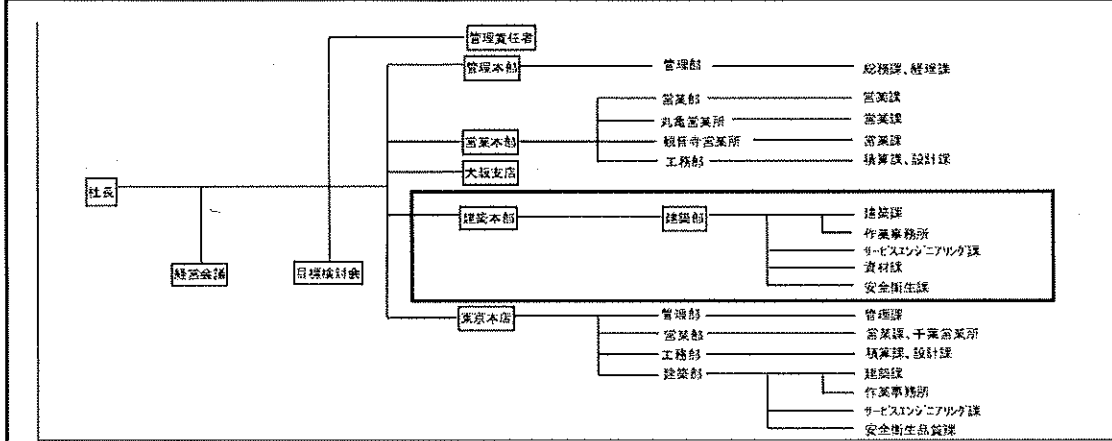 管理責任者
管理本部 管理部 総務課、経理課
営業部 営業課
丸亀営業所 営業課
営業本部 観音寺営業所 営業課
工務部 積算課、設計課
大阪支店
社長
建築本部 建築部 建築課
作業事務所
サービスエンジニアリング課
経営会議 目標検討会 資材課
安全衛生課
東京本店 管理部 管理課
営業部 営業課、千葉営業所
工務部 積算課、設計課
建築部 建築課
作業事務所
サービスエンジニアリング課
安全衛生品質課